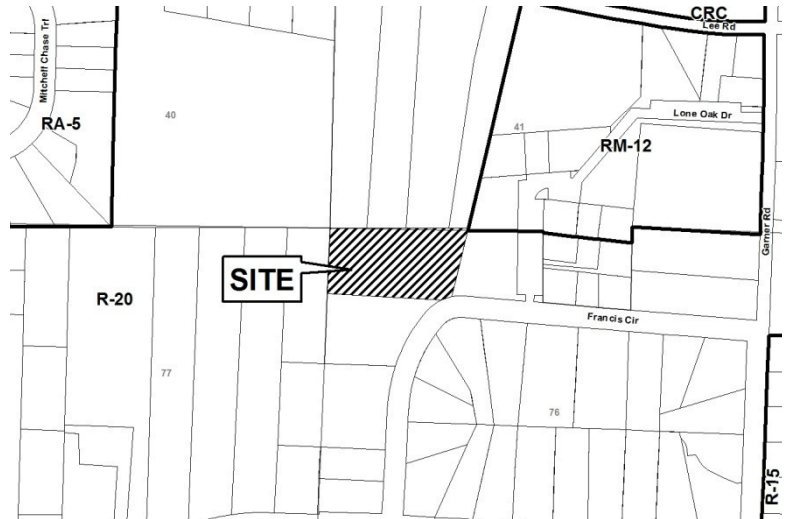 CRC
Lee Rd
Mitchell Chase Trl
40
Lone Oak Dr
41
RA-5
RM-12
Garner Rd
SITE
R-20
Francis Cir
77
76
R-15